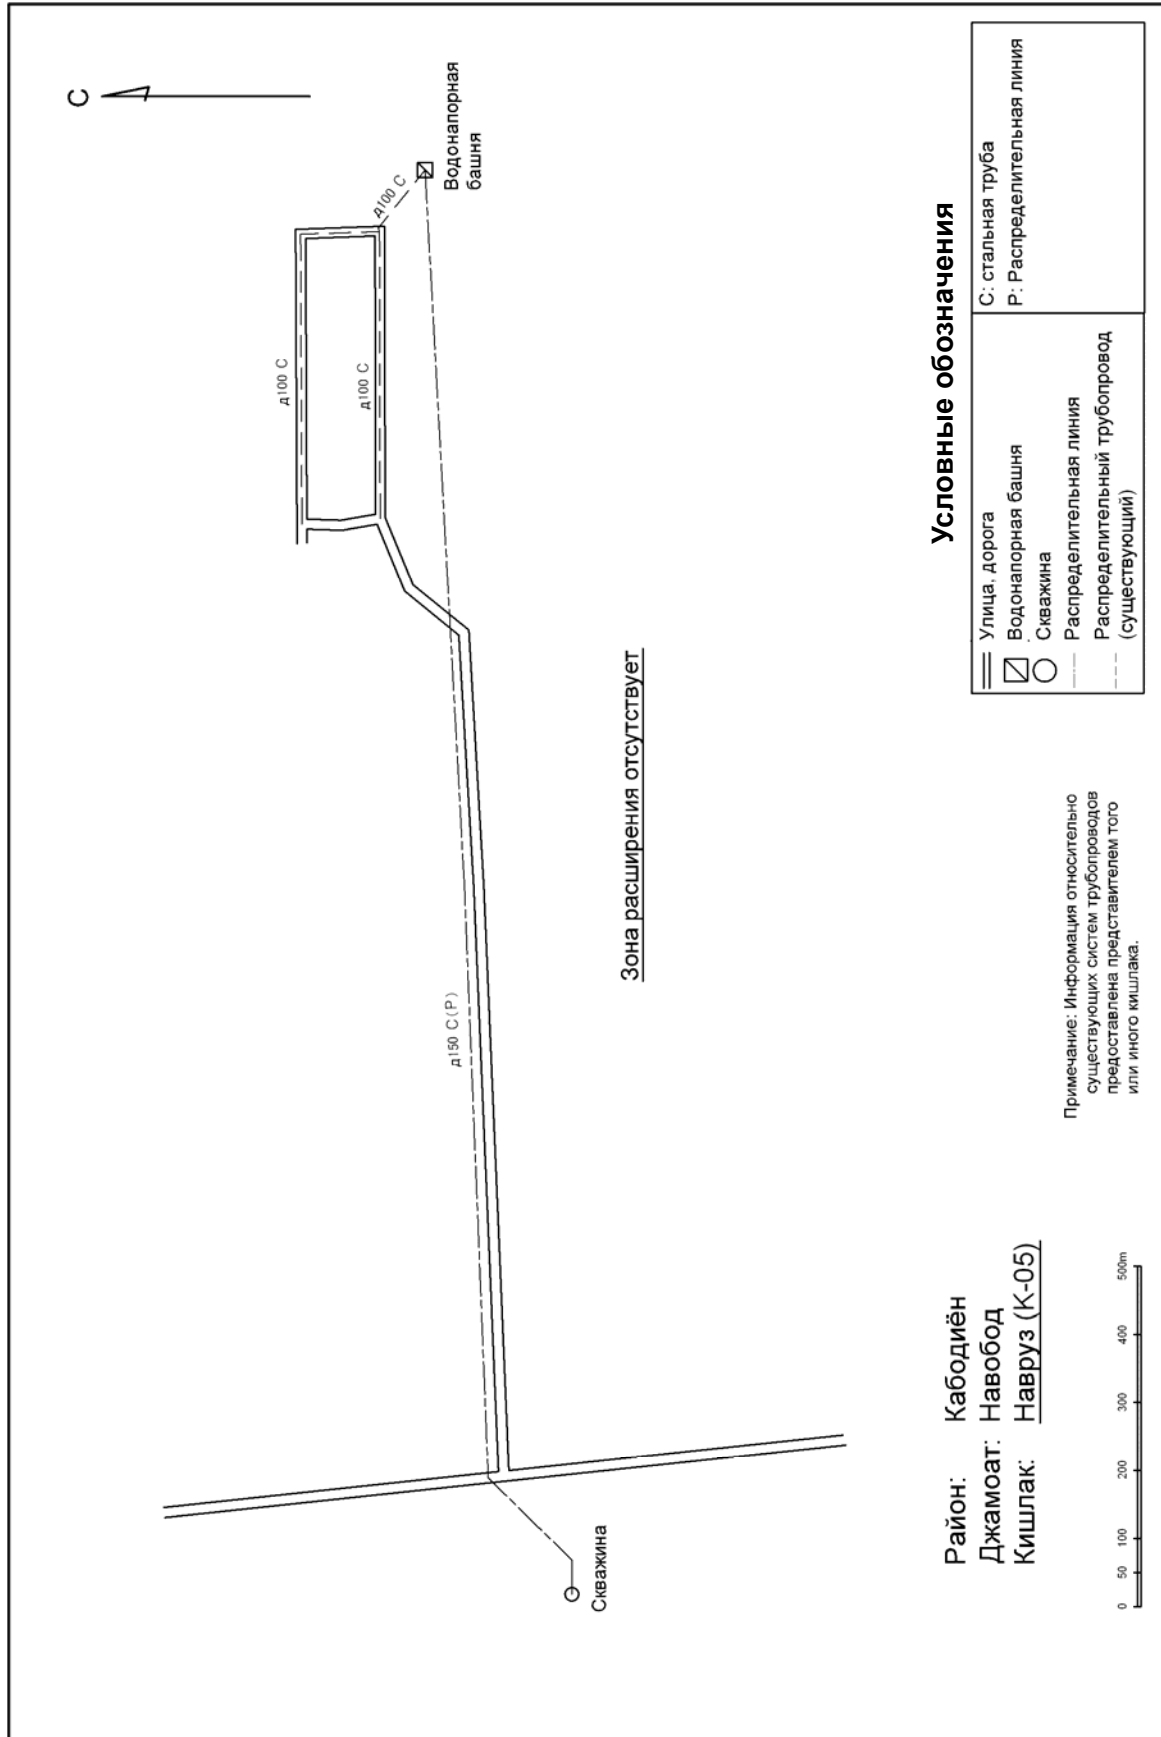 С
Водонапорная
башня
д100 С
д100 С
д100 С
д150 С(Р)
Скважина
Зона расширения отсутствует
Условные обозначения
Улица, дорога
Водонапорная башня
Скважина
Распределительная линия
Распределительный трубопровод
(существующий)
С: стальная труба
Р: Распределительная линия
Район: Кабодиён
Джамоат: Навобод
Кишлак: Навруз (К-05)
Примечание: Информация относительно
существующих систем трубопроводов
предоставлена представителем того
или иного кишлака.
0 50 100 200 300 400 500m